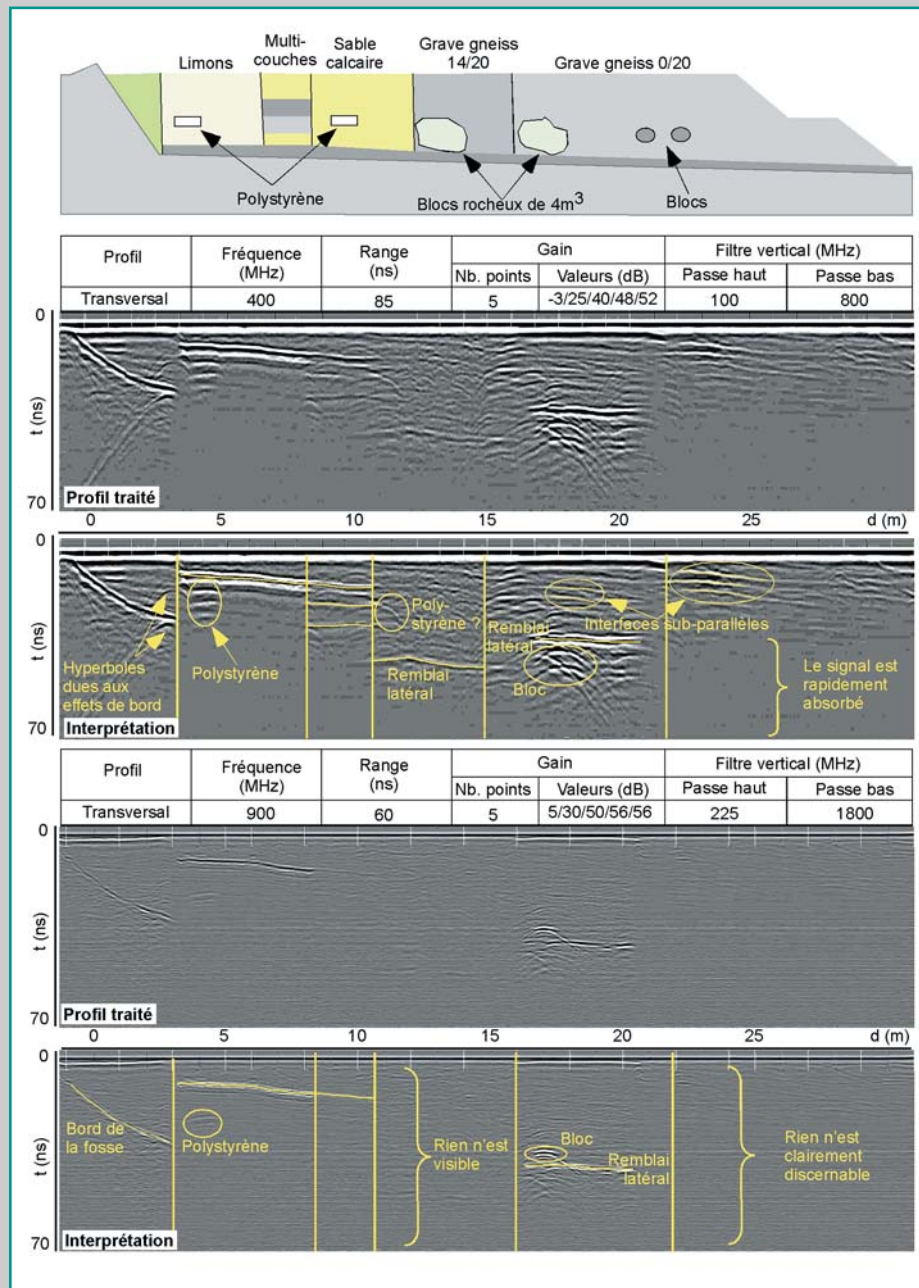 Limons
Multi-
couches
Sable
calcaire
Grave gneiss
14/20
Grave gneiss 0/20
Polystyrène
Blocs rocheux de 4m3
Blocs
Profil
Fréquence
(MHz)
Range
(ns)
Gain
Filtre vertical (MHz)
Nb. points
Valeurs (dB)
Passe haut
Passe bas
Transversal
400
85
5
-3/25/40/48/52
100
800
0
t (ns)
70
Profil traité
0 5 10 15 20 25 d (m)
0
t (ns)
70
Hyperboles
dues aux
effets de bord
Polystyrène
Poly-
styrène ?
Remblai
latéral
Remblai
latéral
Bloc
Interfaces sub-parallèles
Le signal est
rapidement
absorbé
Interprétation
Profil
Fréquence
(MHz)
Range
(ns)
Gain
Filtre vertical (MHz)
Nb. points
Valeurs (dB)
Passe haut
Passe bas
Transversal
900
60
5
5/30/50/56/56
225
1800
0
t (ns)
70
Profil traité
0 5 10 15 20 25 d (m)
0
t (ns)
70
Bord de
la fosse
Polystyrène
Rien n'est
visible
Bloc
Remblai
latéral
Rien n'est
clairement
discernable
Interprétation